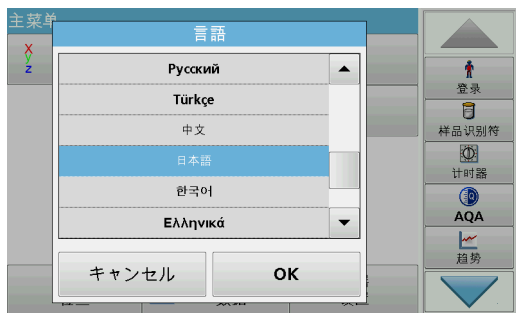 主菜单
言語
x
y
z
Русский
Türkçe
中文
日本語
한국어
Ελληνικά
キャンセル
OK
登录
样品识别符
计时器
AQA
趋势